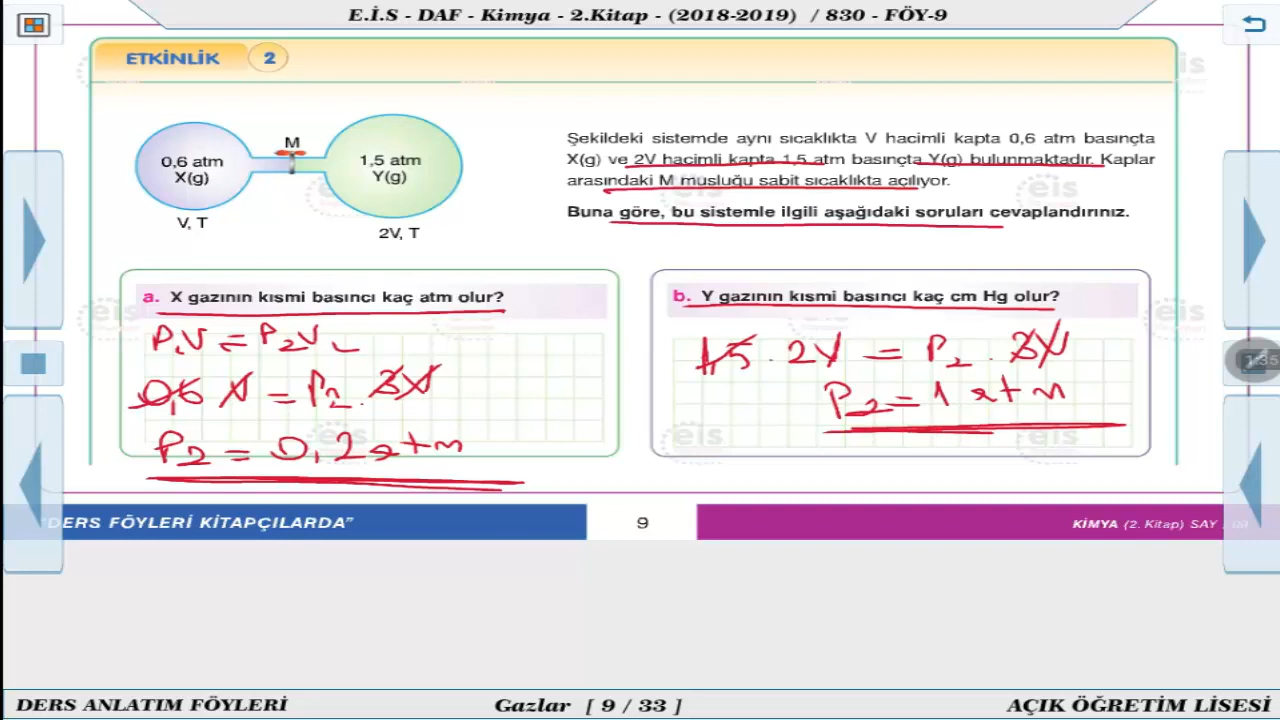 E.İ.S - DAF - Kimya - 2.Kitap - (2018-2019) / 830 - FÖY-9
ETKİNLİK 2
M
0,6 atm
X(g)
1,5 atm
Y(g)
V, T
2V, T
Şekildeki sistemde aynı sıcaklıkta V hacimli kapta 0,6 atm basınçta
X(g) ve 2V hacimli kapta 1,5 atm basınçta Y(g) bulunmaktadır. Kaplar
arasındaki M musluğu sabit sıcaklıkta açılıyor.
Buna göre, bu sistemle ilgili aşağıdaki soruları cevaplandırınız.
a. X gazının kısmi basıncı kaç atm olur?
P₁V = P₂V₂
0,6 V = P₂ . 3V
P₂ = 0,2 atm
b. Y gazının kısmi basıncı kaç cm Hg olur?
1,5 . 2V = P₂ . 3V
P₂ = 1 atm
eis
1:35
"DERS FÖYLERİ KİTAPÇILARDA"
9
KİMYA (2. Kitap) SAY
DERS ANLATIM FÖYLERİ
Gazlar [ 9 / 33 ]
AÇIK ÖĞRETİM LİSESİ